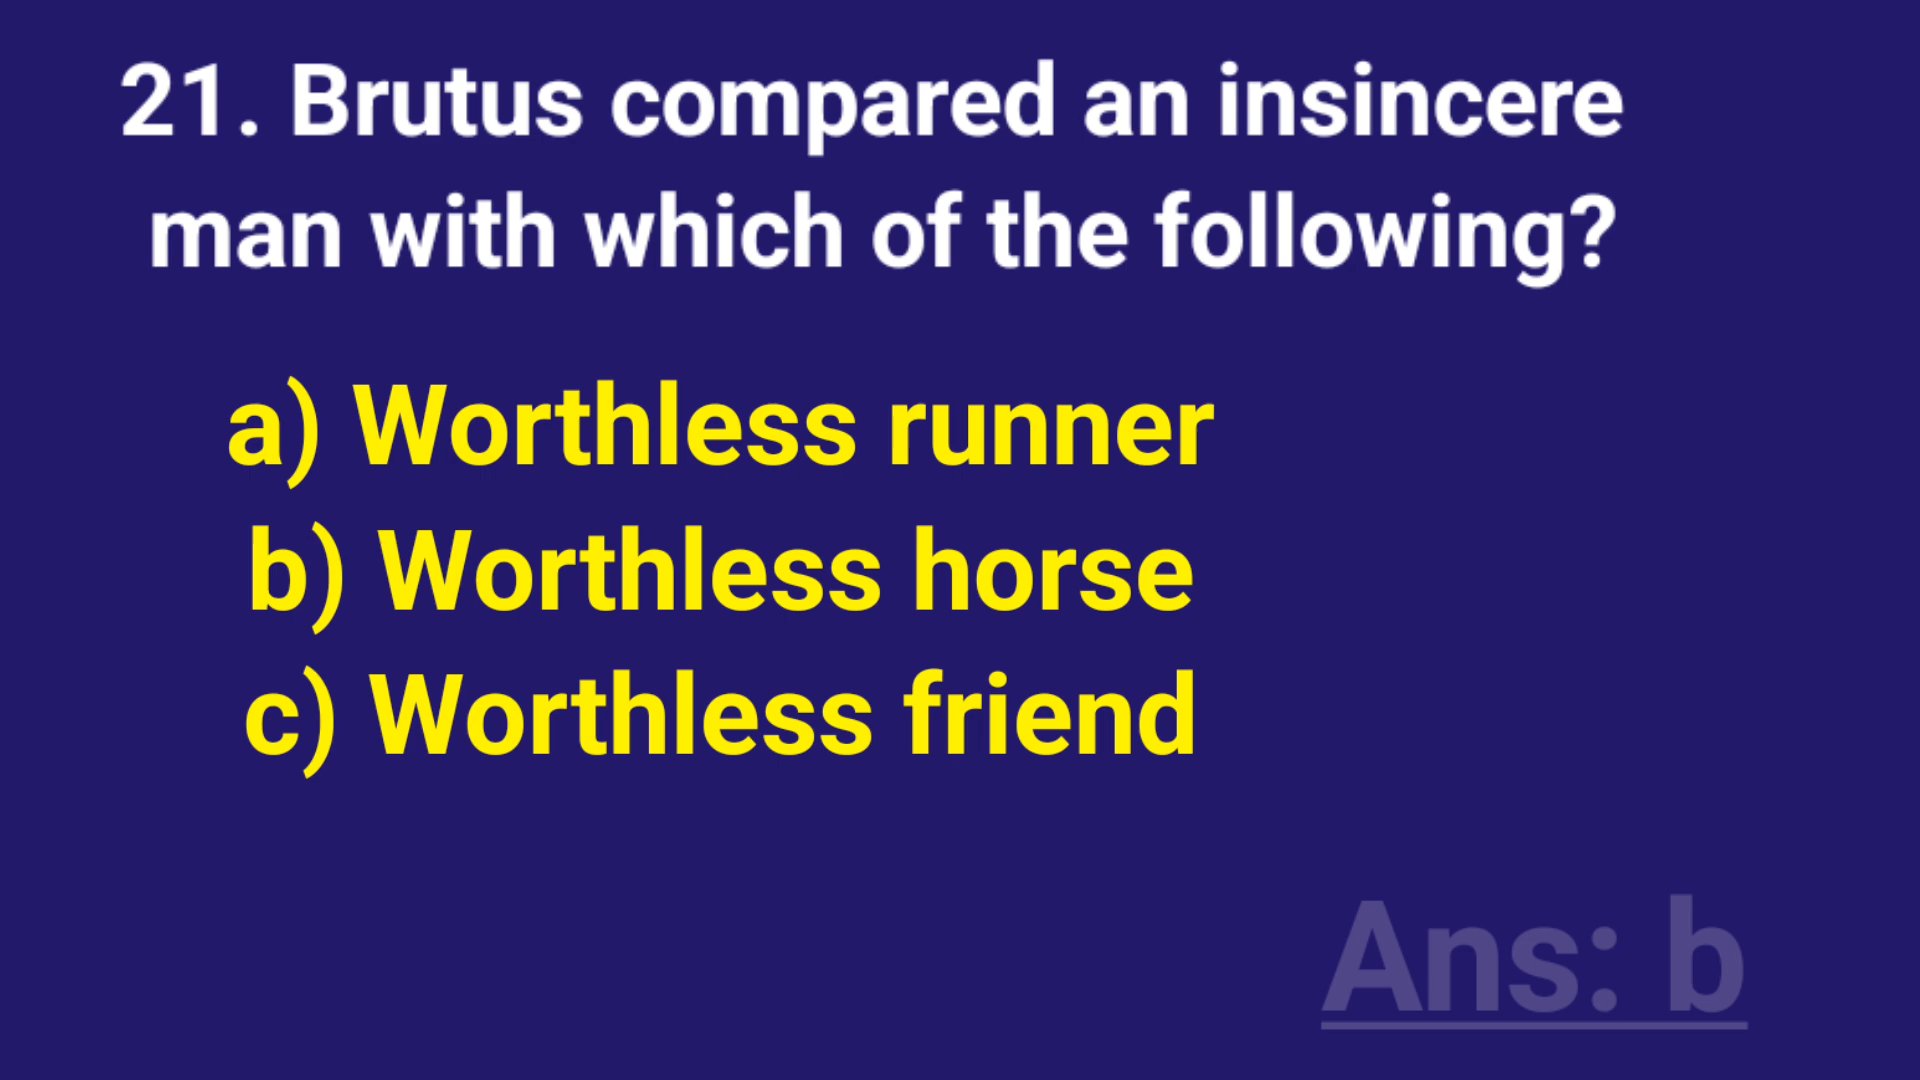 21. Brutus compared an insincere
man with which of the following?
a) Worthless runner
b) Worthless horse
c) Worthless friend
Ans: b